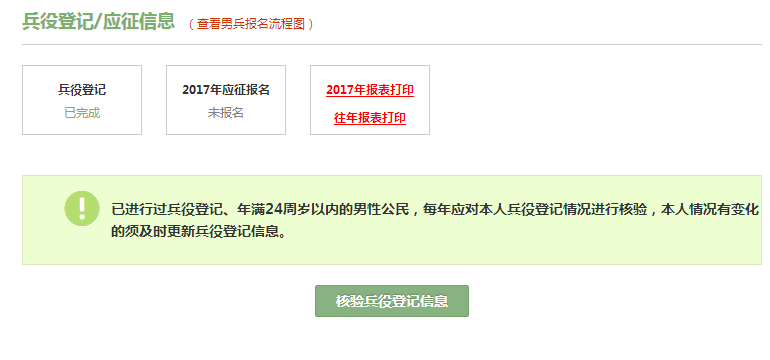 兵役登记/应征信息 （查看男兵报名流程图）
兵役登记
已完成
2017年应征报名
未报名
2017年报表打印
往年报表打印
已进行过兵役登记、年满24周岁以内的男性公民，每年应对本人兵役登记情况进行核验，本人情况有变化
的须及时更新兵役登记信息。
核验兵役登记信息